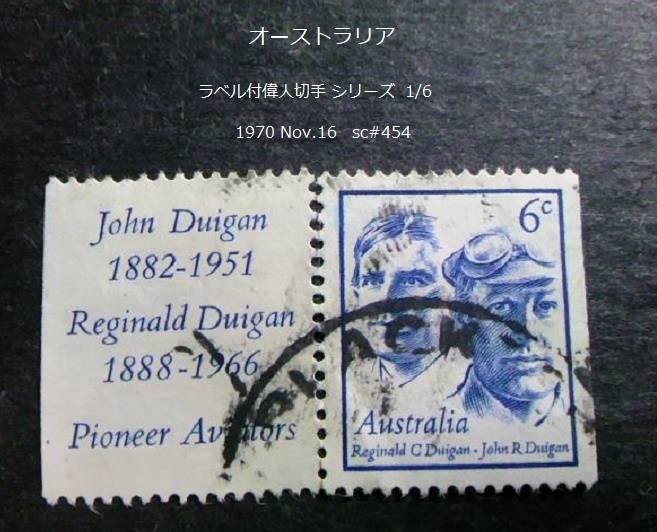 オーストラリア
ラベル付偉人切手 シリーズ 1/6
1970 Nov.16 sc#454
John Duigan
1882-1951
Reginald Duigan
1888-1966
Pioneer Aviators
6c
Australia
Reginald C Duigan · John R Duigan